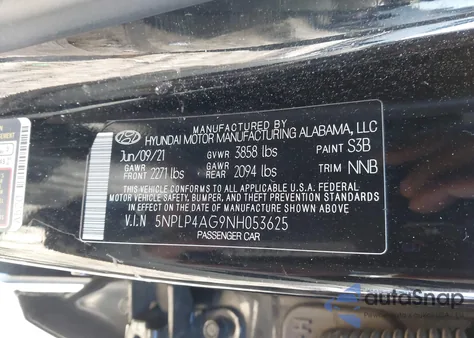 MANUFACTURED BY
HYUNDAI MOTOR MANUFACTURING ALABAMA, LLC
Jun/09/21 GVWR 3858 lbs PAINT S3B
GAWR FRONT 2271 lbs GAWR REAR 2094 lbs TRIM NNB
THIS VEHICLE CONFORMS TO ALL APPLICABLE U.S.A. FEDERAL
MOTOR VEHICLE SAFETY, BUMPER, AND THEFT PREVENTION
STANDARDS IN EFFECT ON THE DATE OF MANUFACTURE SHOWN ABOVE.
V.I.N 5NPLP4AG9NH053625
PASSENGER CAR
autoSnap